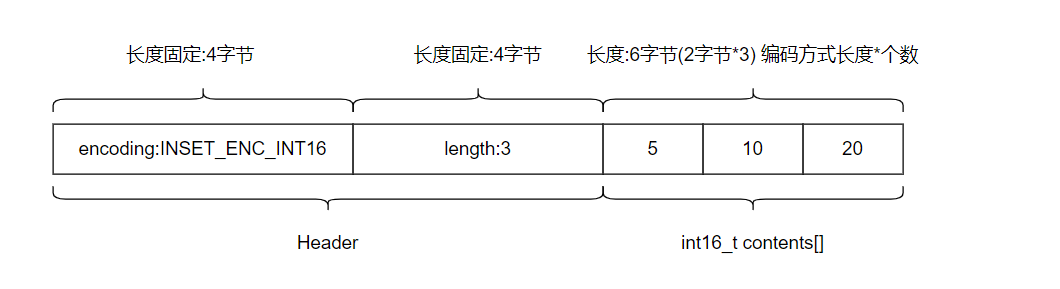 长度固定:4字节 长度固定:4字节 长度:6字节(2字节*3) 编码方式长度*个数
encoding:INSET_ENC_INT16 length:3 5 10 20
Header int16_t contents[]